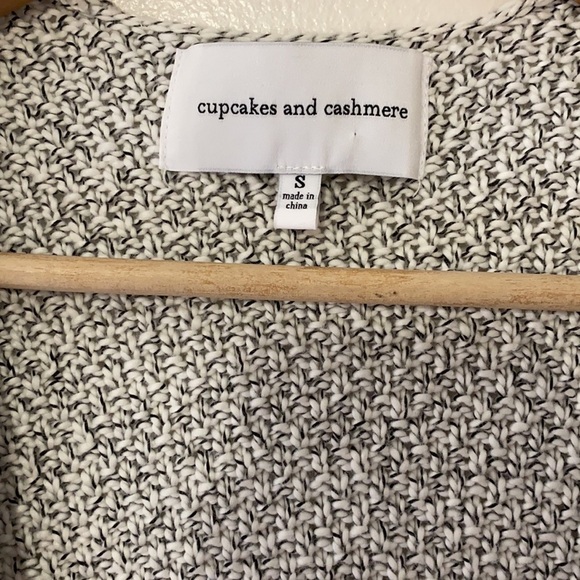 cupcakes and cashmere
S
made in
china